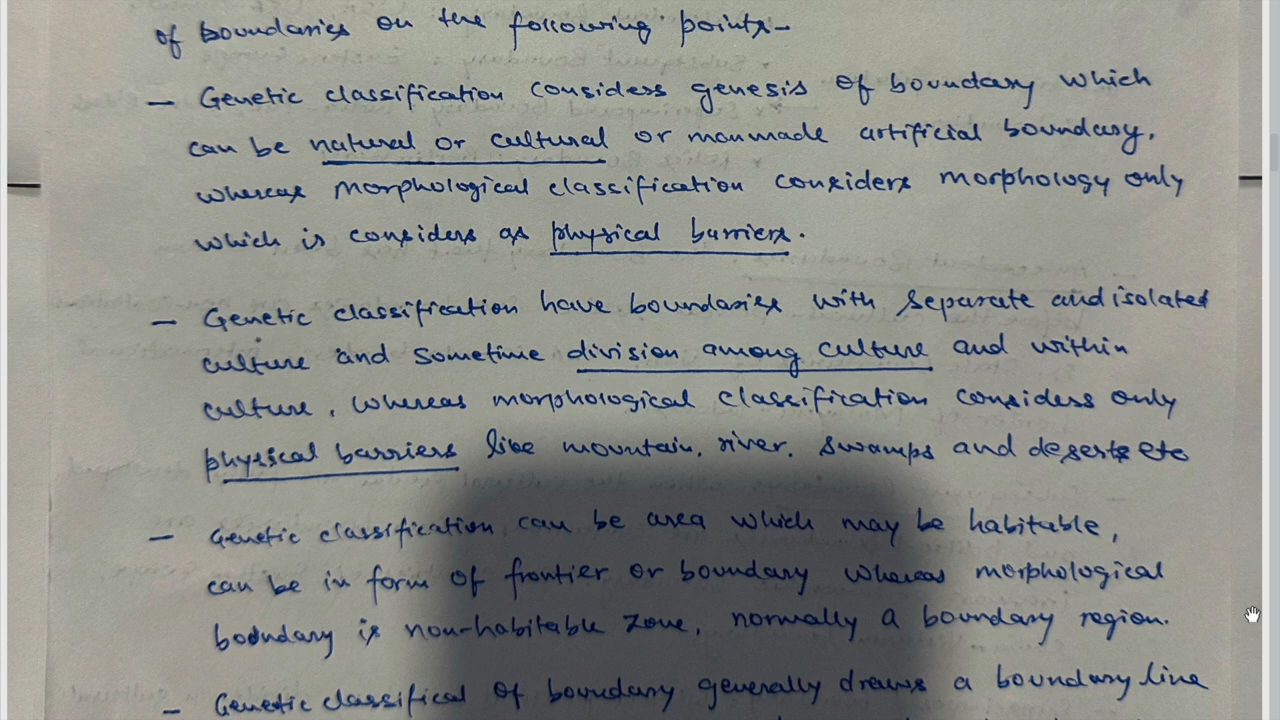 of boundaries on the following points-
- Genetic classification considers genesis of boundary which
can be natural or cultural or manmade artificial boundary.
whereas morphological classification considers morphology only
which is considers as physical barriers.
- Genetic classification have boundaries with separate and isolated
culture and sometime division among culture and within
culture, whereas morphological classification considers only
physical barriers like mountain, river. swamps and deserts etc
- Genetic classification can be area which may be habitable,
can be in form of frontier or boundary whereas morphological
boundary is non-habitable zone, normally a boundary region.
- Genetic classifical of boundary generally draws a boundary line